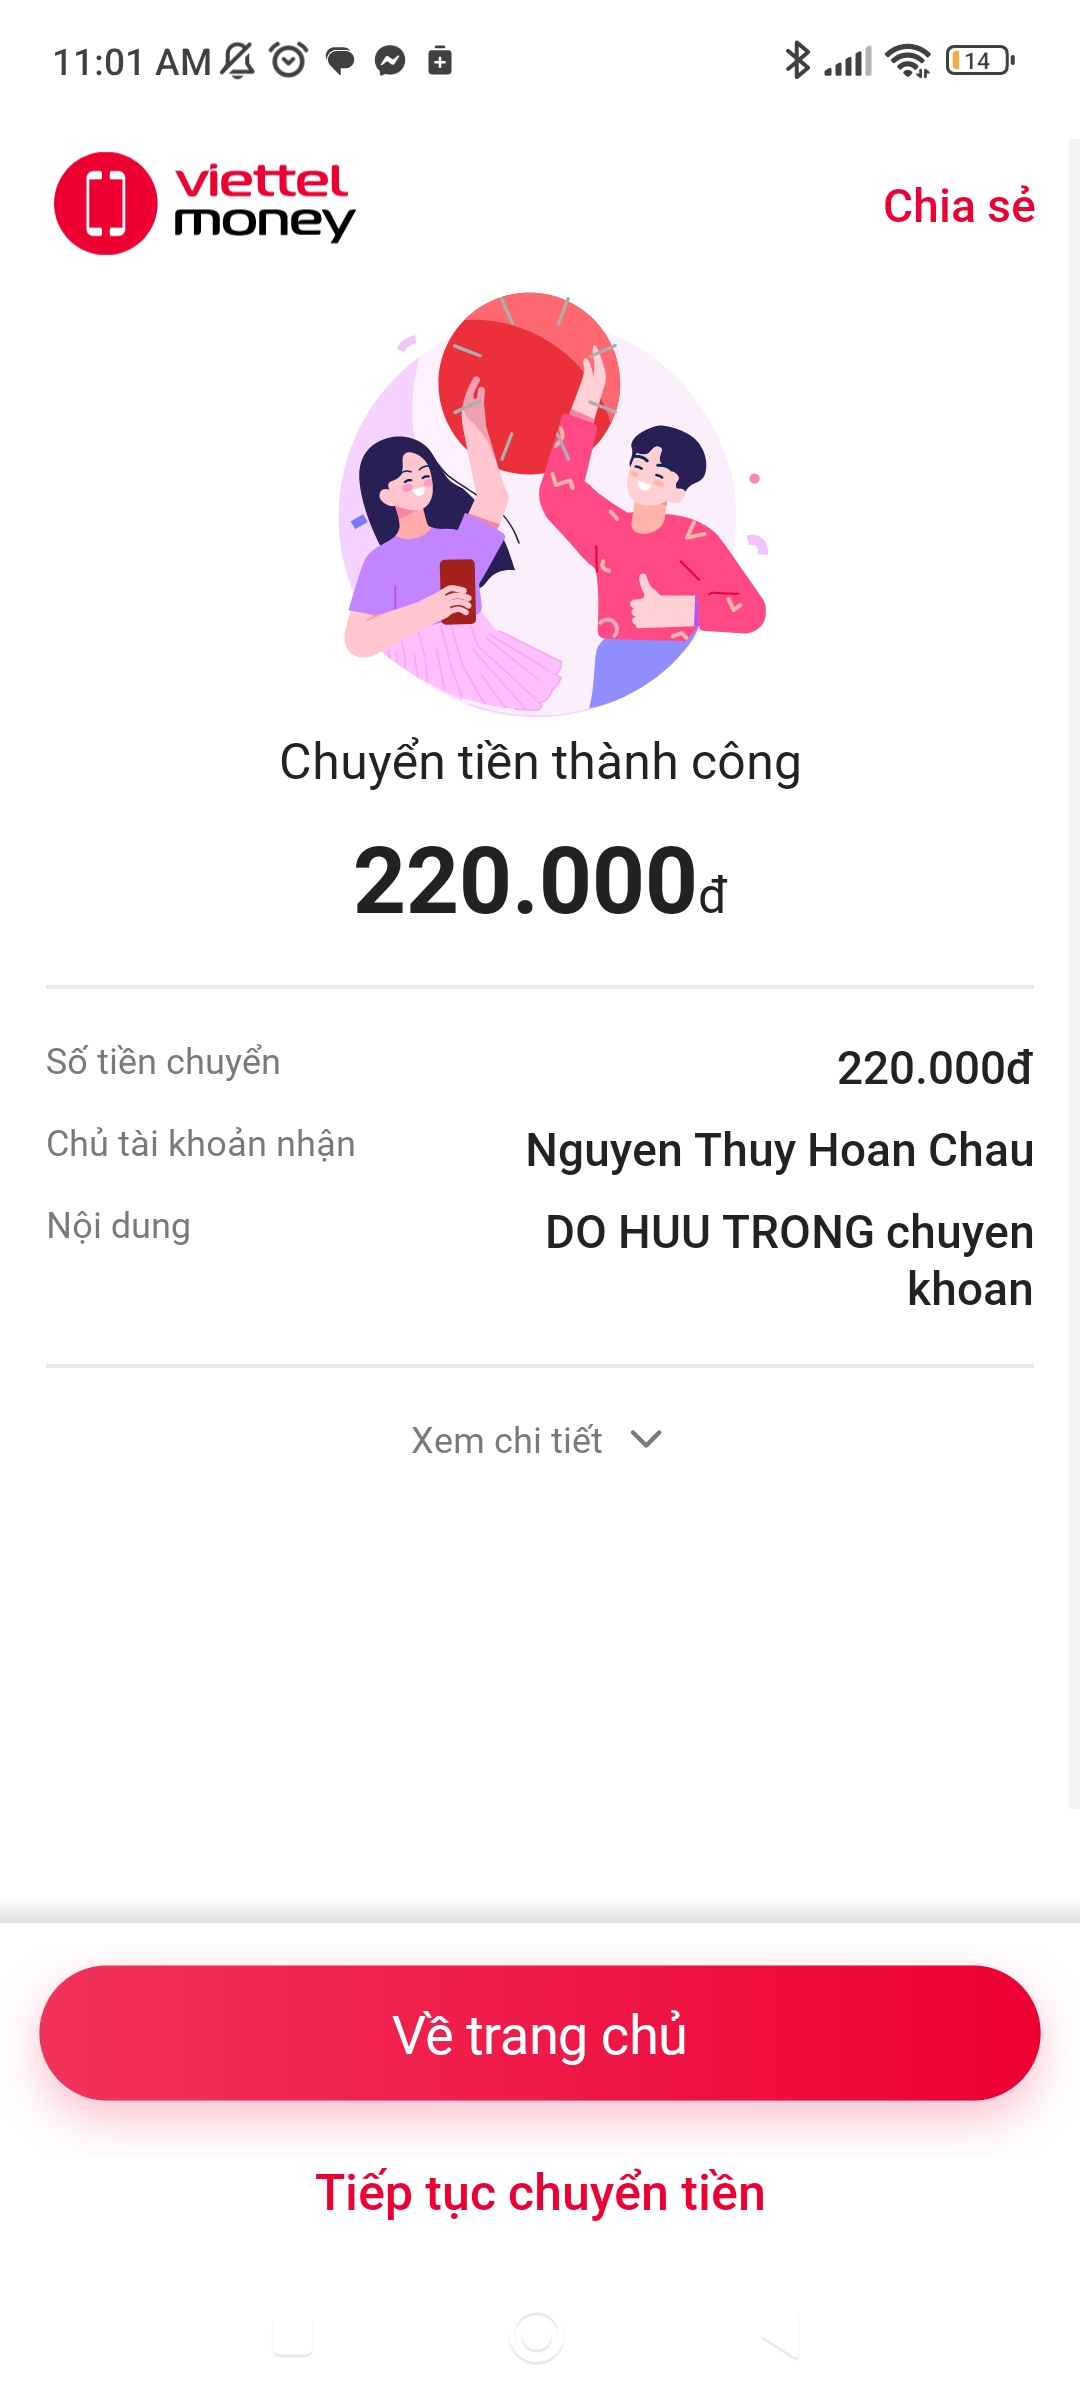 11:01 AM
14
viettel
money
Chia sẻ
Chuyển tiền thành công
220.000đ
Số tiền chuyển
220.000đ
Chủ tài khoản nhận
Nguyen Thuy Hoan Chau
Nội dung
DO HUU TRONG chuyen
khoan
Xem chi tiết
Về trang chủ
Tiếp tục chuyển tiền